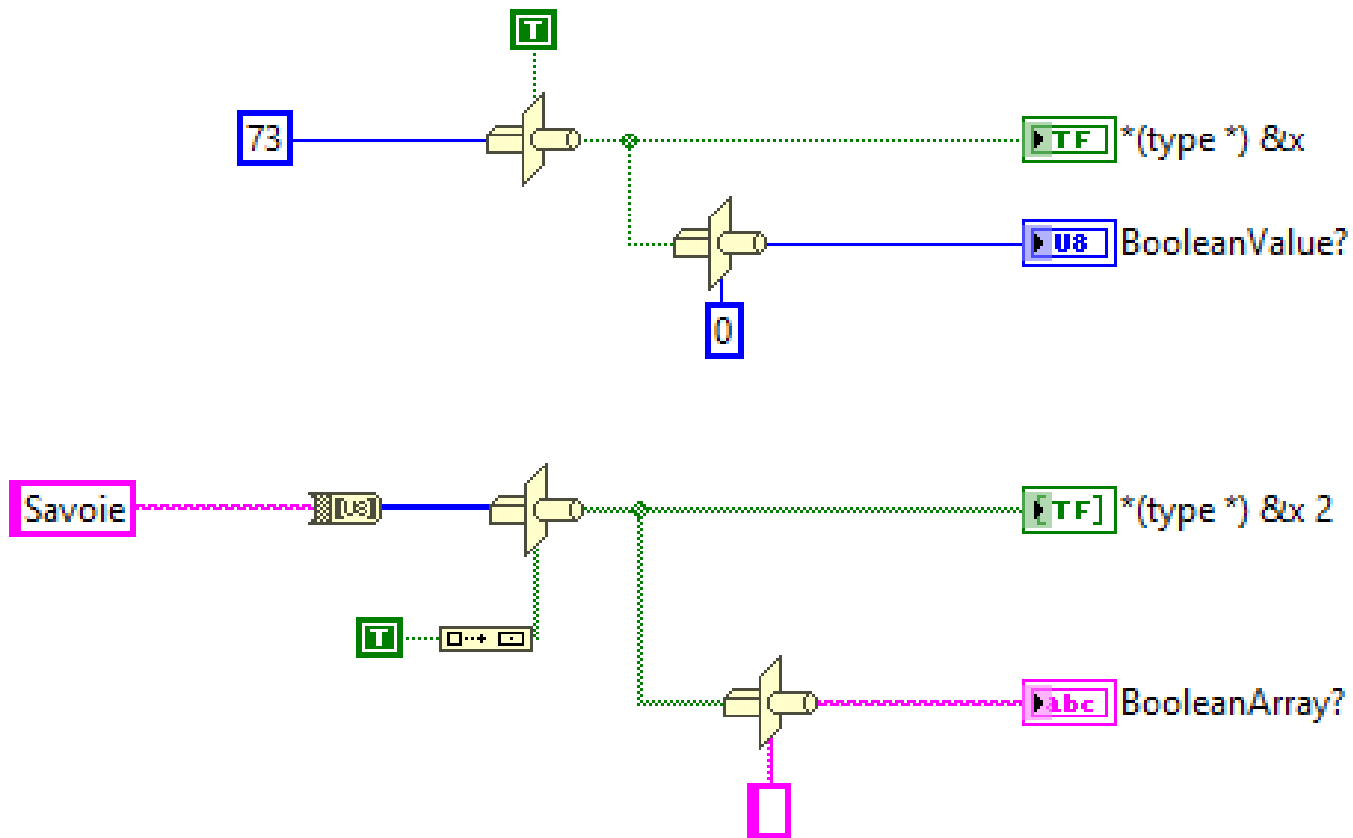 T
73
TF *(type *) &x
U8 BooleanValue?
0
Savoie
[U8]
[TF] *(type *) &x 2
T
abc BooleanArray?